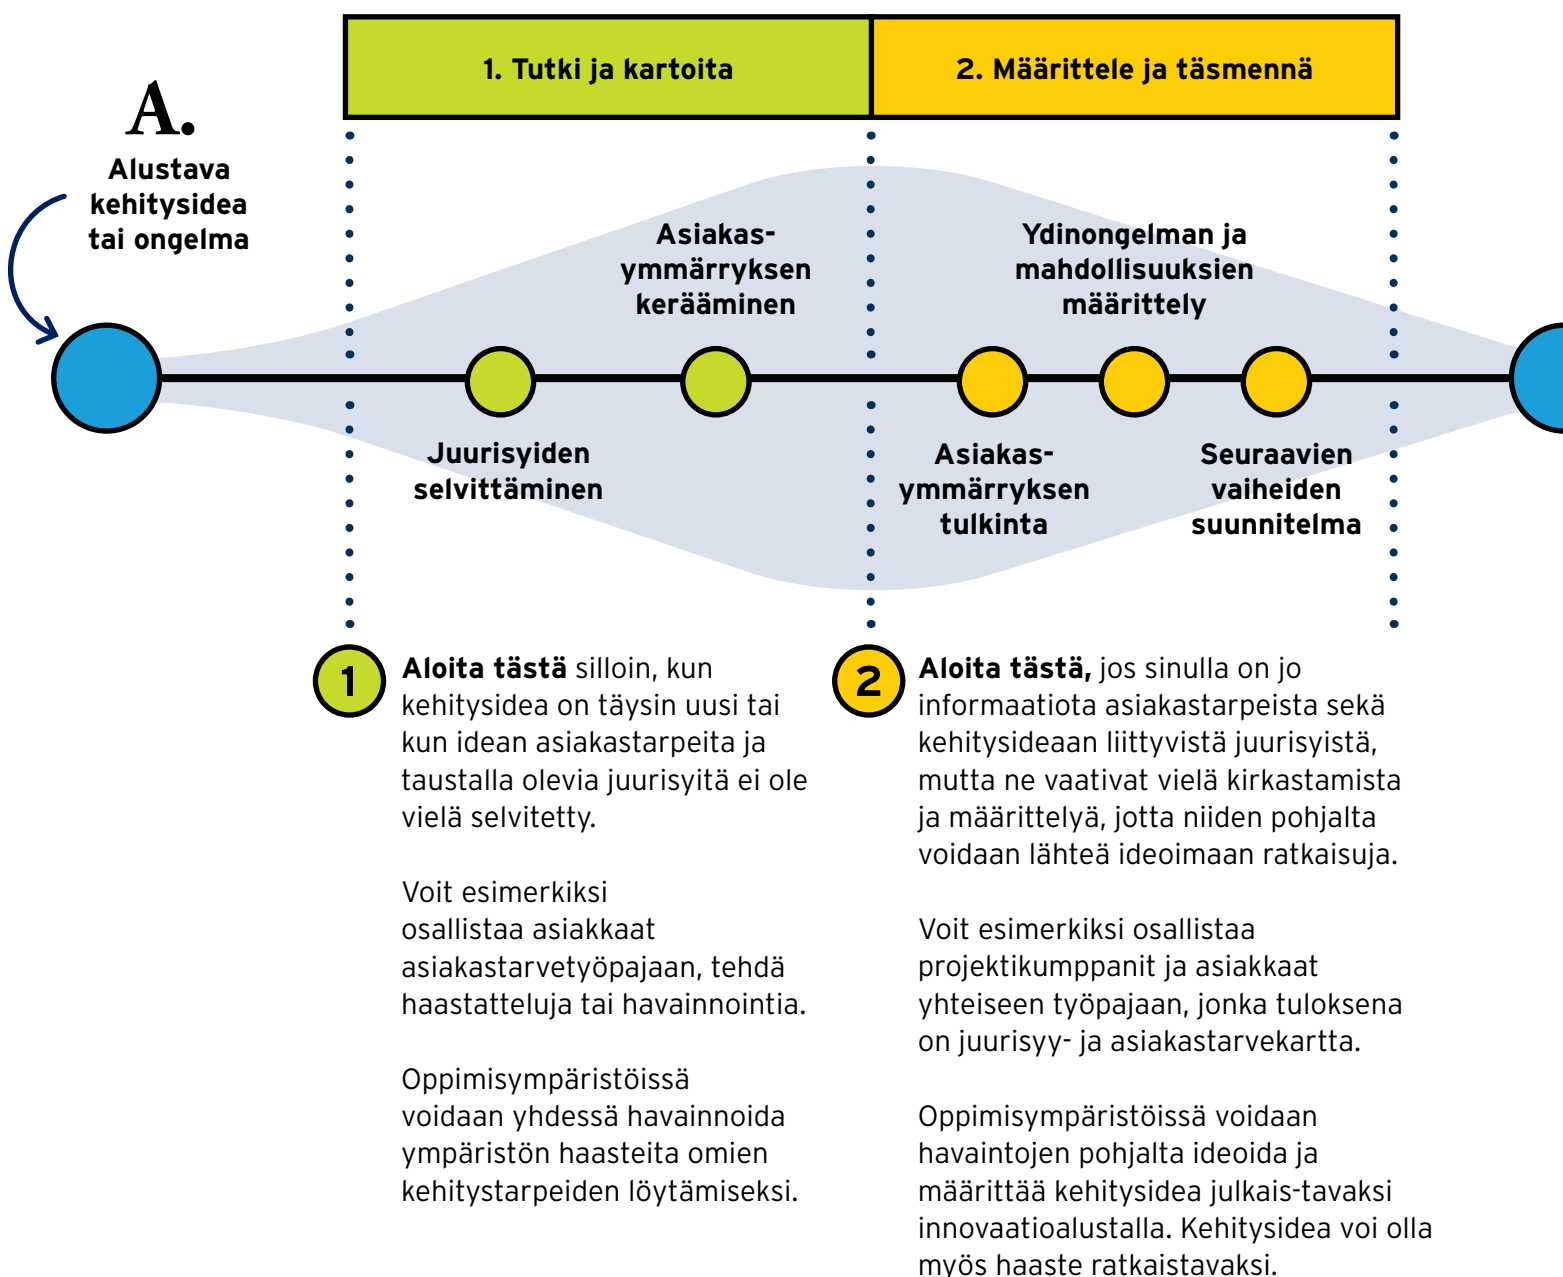 1. Tutki ja kartoita
2. Määrittele ja täsmennä
A.
Alustava
kehitysidea
tai ongelma
Asiakas-
ymmärryksen
kerääminen
Ydinongelman ja
mahdollisuuksien
määrittely
Juurisyiden
selvittäminen
Asiakas-
ymmärryksen
tulkinta
Seuraavien
vaiheiden
suunnitelma
1
Aloita tästä silloin, kun
kehitysidea on täysin uusi tai
kun idean asiakastarpeita ja
taustalla olevia juurisyitä ei ole
vielä selvitetty.
Voit esimerkiksi
osallistaa asiakkaat
asiakastarvetyöpajaan, tehdä
haastatteluja tai havainnointia.
Oppimisympäristöissä
voidaan yhdessä havainnoida
ympäristön haasteita omien
kehitystarpeiden löytämiseksi.
2
Aloita tästä, jos sinulla on jo
informaatiota asiakastarpeista sekä
kehitysideaan liittyvistä juurisyistä,
mutta ne vaativat vielä kirkastamista
ja määrittelyä, jotta niiden pohjalta
voidaan lähteä ideoimaan ratkaisuja.
Voit esimerkiksi osallistaa
projektikumppanit ja asiakkaat
yhteiseen työpajaan, jonka tuloksena
on juurisyy- ja asiakastarvekartta.
Oppimisympäristöissä voidaan
havaintojen pohjalta ideoida ja
määrittää kehitysidea julkais-tavaksi
innovaatioalustalla. Kehitysidea voi olla
myös haaste ratkaistavaksi.